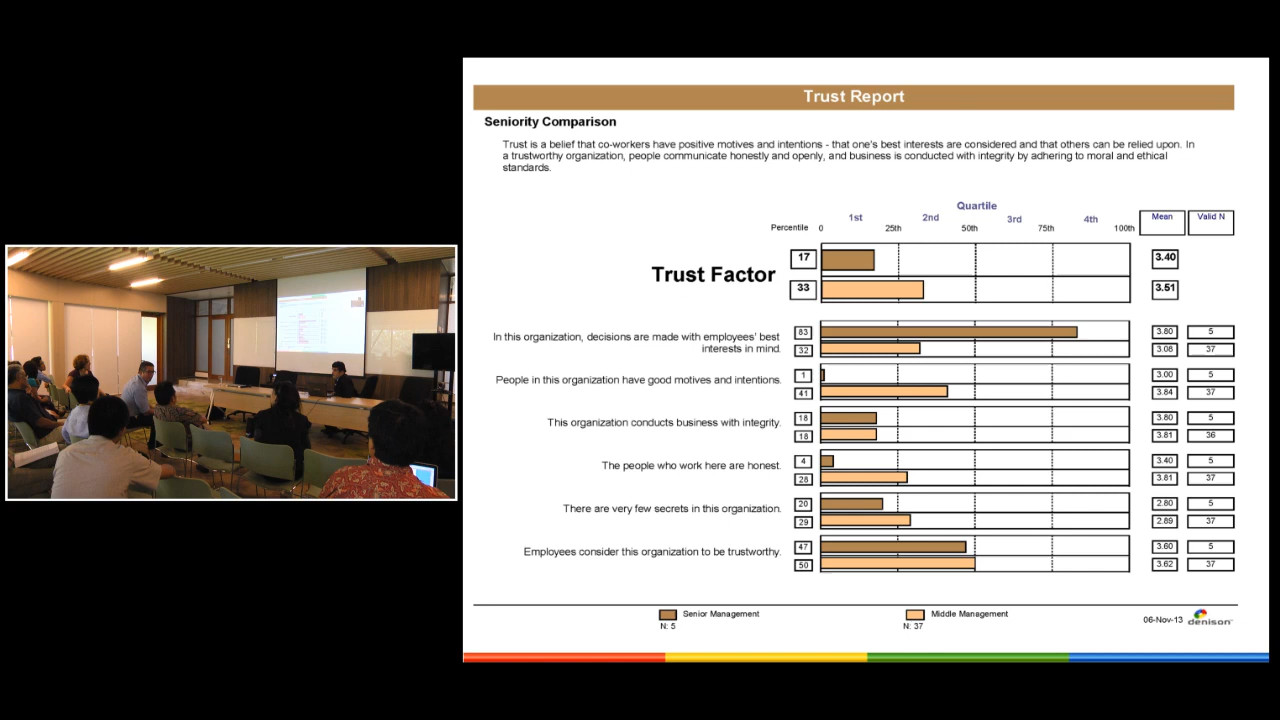 Trust Report
Seniority Comparison
Trust is a belief that co-workers have positive motives and intentions - that one's best interests are considered and that others can be relied upon. In
a trustworthy organization, people communicate honestly and openly, and business is conducted with integrity by adhering to moral and ethical
standards.
Quartile
1st 2nd 3rd 4th
Mean Valid N
Percentile 0 25th 50th 75th 100th
17 3.40
Trust Factor
33 3.51
83 3.80 5
In this organization, decisions are made with employees' best
interests in mind.
32 3.08 37
1 3.00 5
People in this organization have good motives and intentions.
41 3.84 37
18 3.80 5
This organization conducts business with integrity.
18 3.81 36
4 3.40 5
The people who work here are honest.
28 3.81 37
20 2.80 5
There are very few secrets in this organization.
29 2.89 37
47 3.60 5
Employees consider this organization to be trustworthy.
50 3.62 37
Senior Management Middle Management
N: 5 N: 37
06-Nov-13 denison